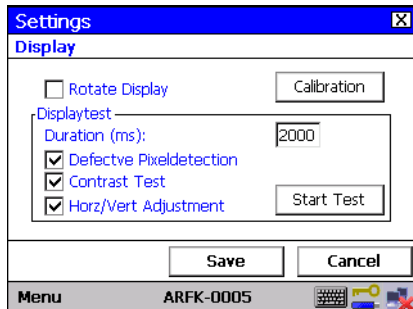 Settings
Display
Rotate Display
Calibration
Displaytest
Duration (ms): 2000
Defectve Pixeldetection
Contrast Test
Horz/Vert Adjustment
Start Test
Save
Cancel
Menu
ARFK-0005